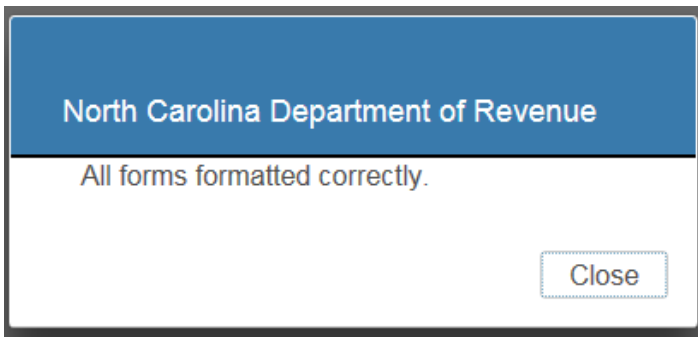 North Carolina Department of Revenue
All forms formatted correctly.
Close